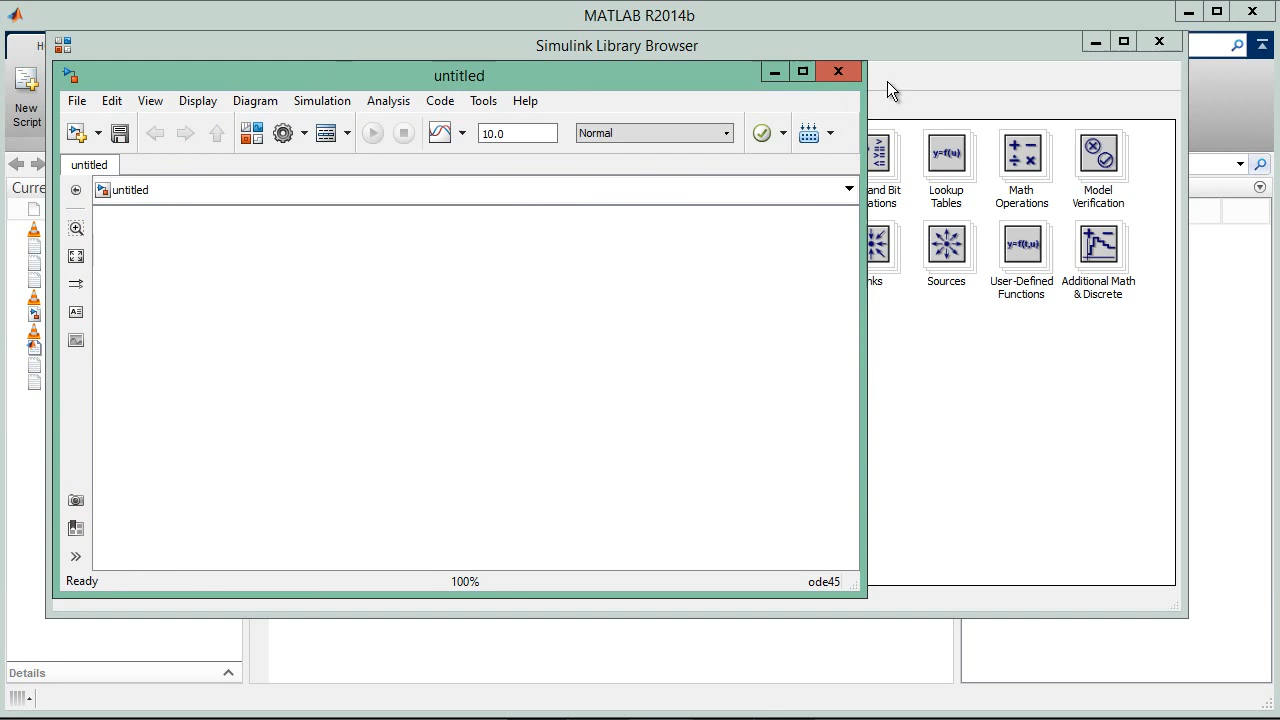 MATLAB R2014b
Simulink Library Browser
untitled
File Edit View Display Diagram Simulation Analysis Code Tools Help
New
Script
10.0
Normal
untitled
untitled
Curre
and Bit
ations
Lookup
Tables
Math
Operations
Model
Verification
nks
Sources
User-Defined
Functions
Additional Math
& Discrete
y=f(u)
y=f(t,u)
Ready
100%
ode45
Details